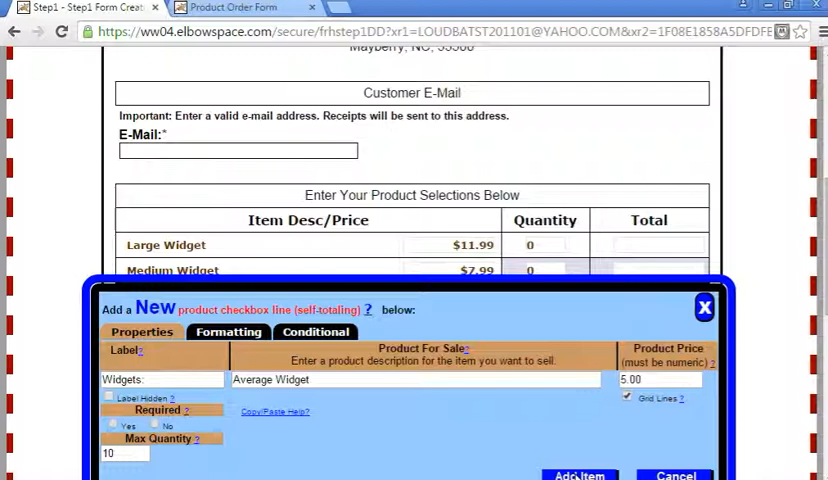 Step1 - Step1 Form Creat
Product Order Form
https://ww04.elbowspace.com/secure/frhstep1DD?xr1=LOUDBATST201101@YAHOO.COM&xr2=1F08E1858A5DFDFE
Mayberry, NC, 53566
Customer E-Mail
Important: Enter a valid e-mail address. Receipts will be sent to this address.
E-Mail:*
Enter Your Product Selections Below
Item Desc/Price Quantity Total
Large Widget $11.99 0
Medium Widget $7.99 0
Add a New product checkbox line (self-totaling) ? below: X
Properties Formatting Conditional
Label? Product For Sale? Product Price
Enter a product description for the item you want to sell. (must be numeric) ?
Widgets: Average Widget 5.00
Label Hidden ? Grid Lines ?
Required ? Copy/Paste Help?
Yes No
Max Quantity ?
10
Add Item Cancel